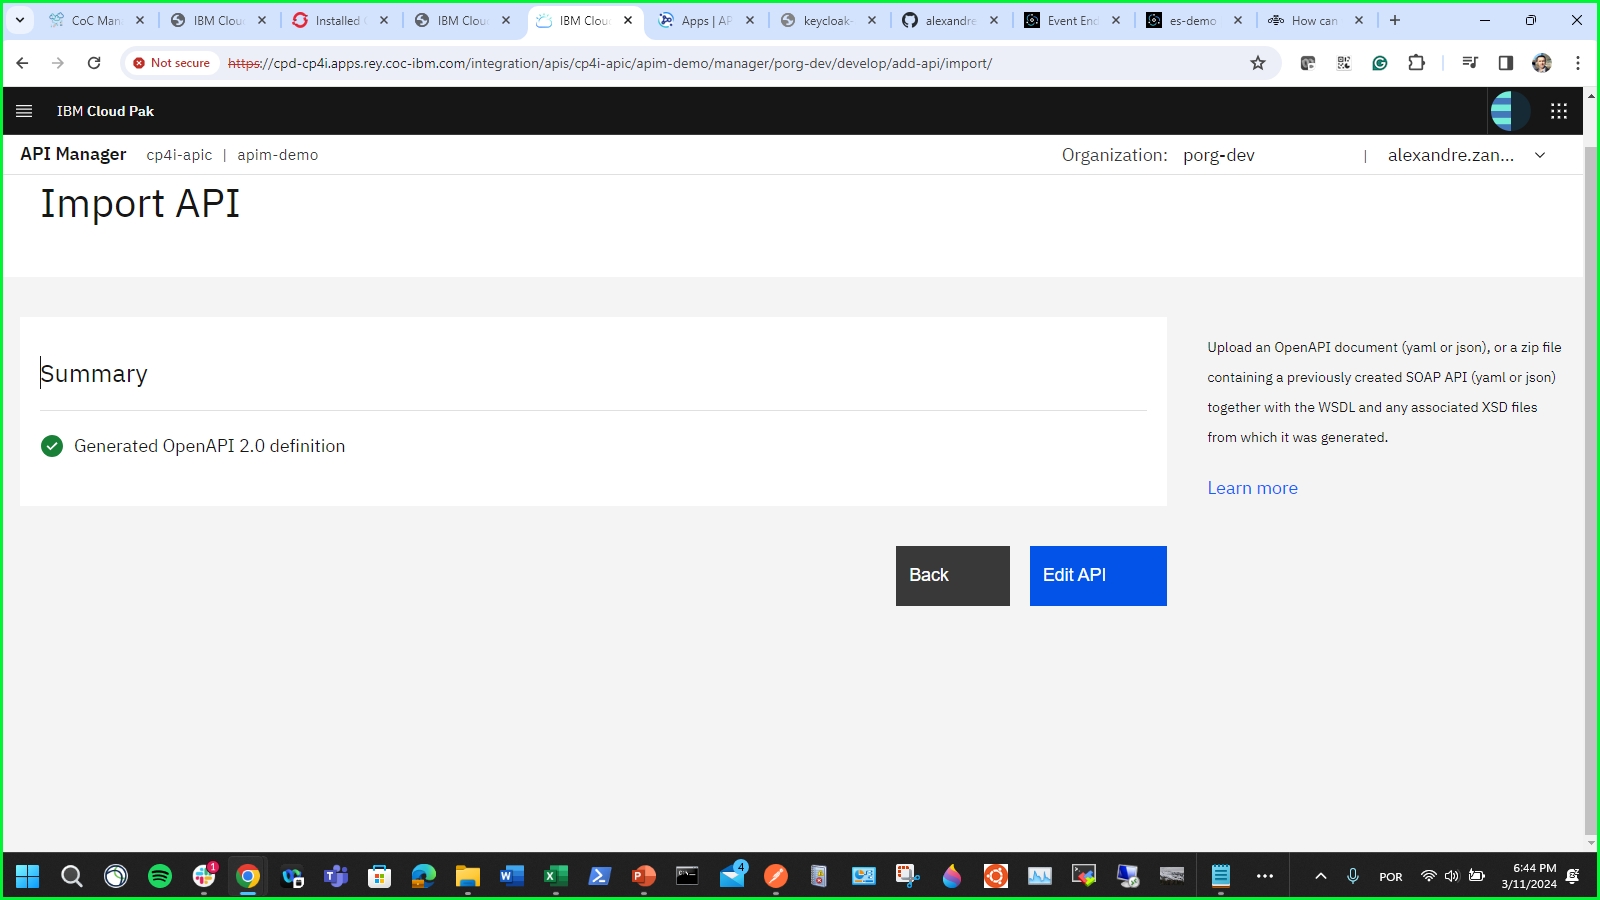 CoC Man
IBM Clou
Installed
IBM Clou
IBM Clou
Apps | AP
keycloak-
alexandre
Event End
es-demo
How can
Not secure
https://cpd-cp4i.apps.rey.coc-ibm.com/integration/apis/cp4i-apic/apim-demo/manager/porg-dev/develop/add-api/import/
IBM Cloud Pak
API Manager cp4i-apic | apim-demo
Organization: porg-dev | alexandre.zan...
Import API
Summary
Generated OpenAPI 2.0 definition
Upload an OpenAPI document (yaml or json), or a zip file
containing a previously created SOAP API (yaml or json)
together with the WSDL and any associated XSD files
from which it was generated.
Learn more
Back
Edit API
1
4
POR
6:44 PM
3/11/2024